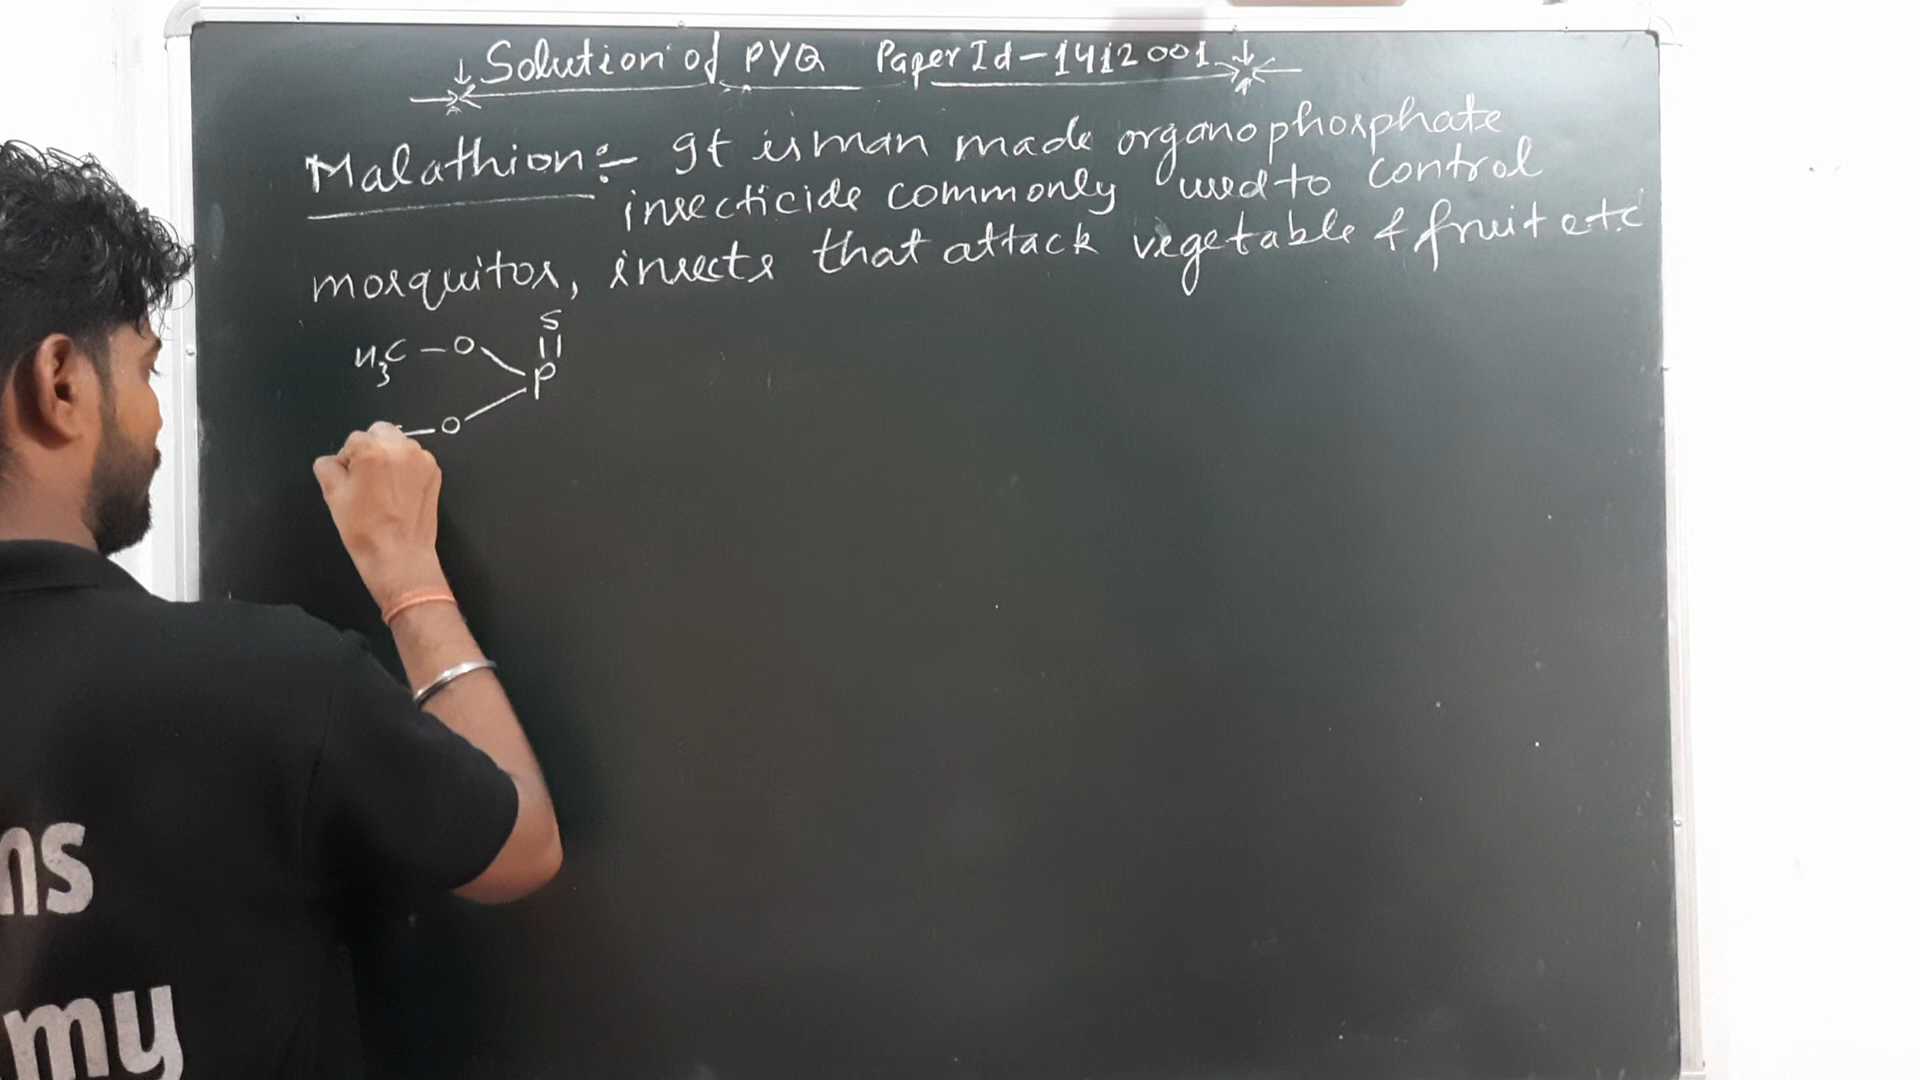 Solution of PYQ Paper Id-1412001
Malathion:- It is man made organophosphate
insecticide commonly used to control
mosquitos, insects that attack vegetable & fruit etc
S
H3C-O
P
O
ns
my